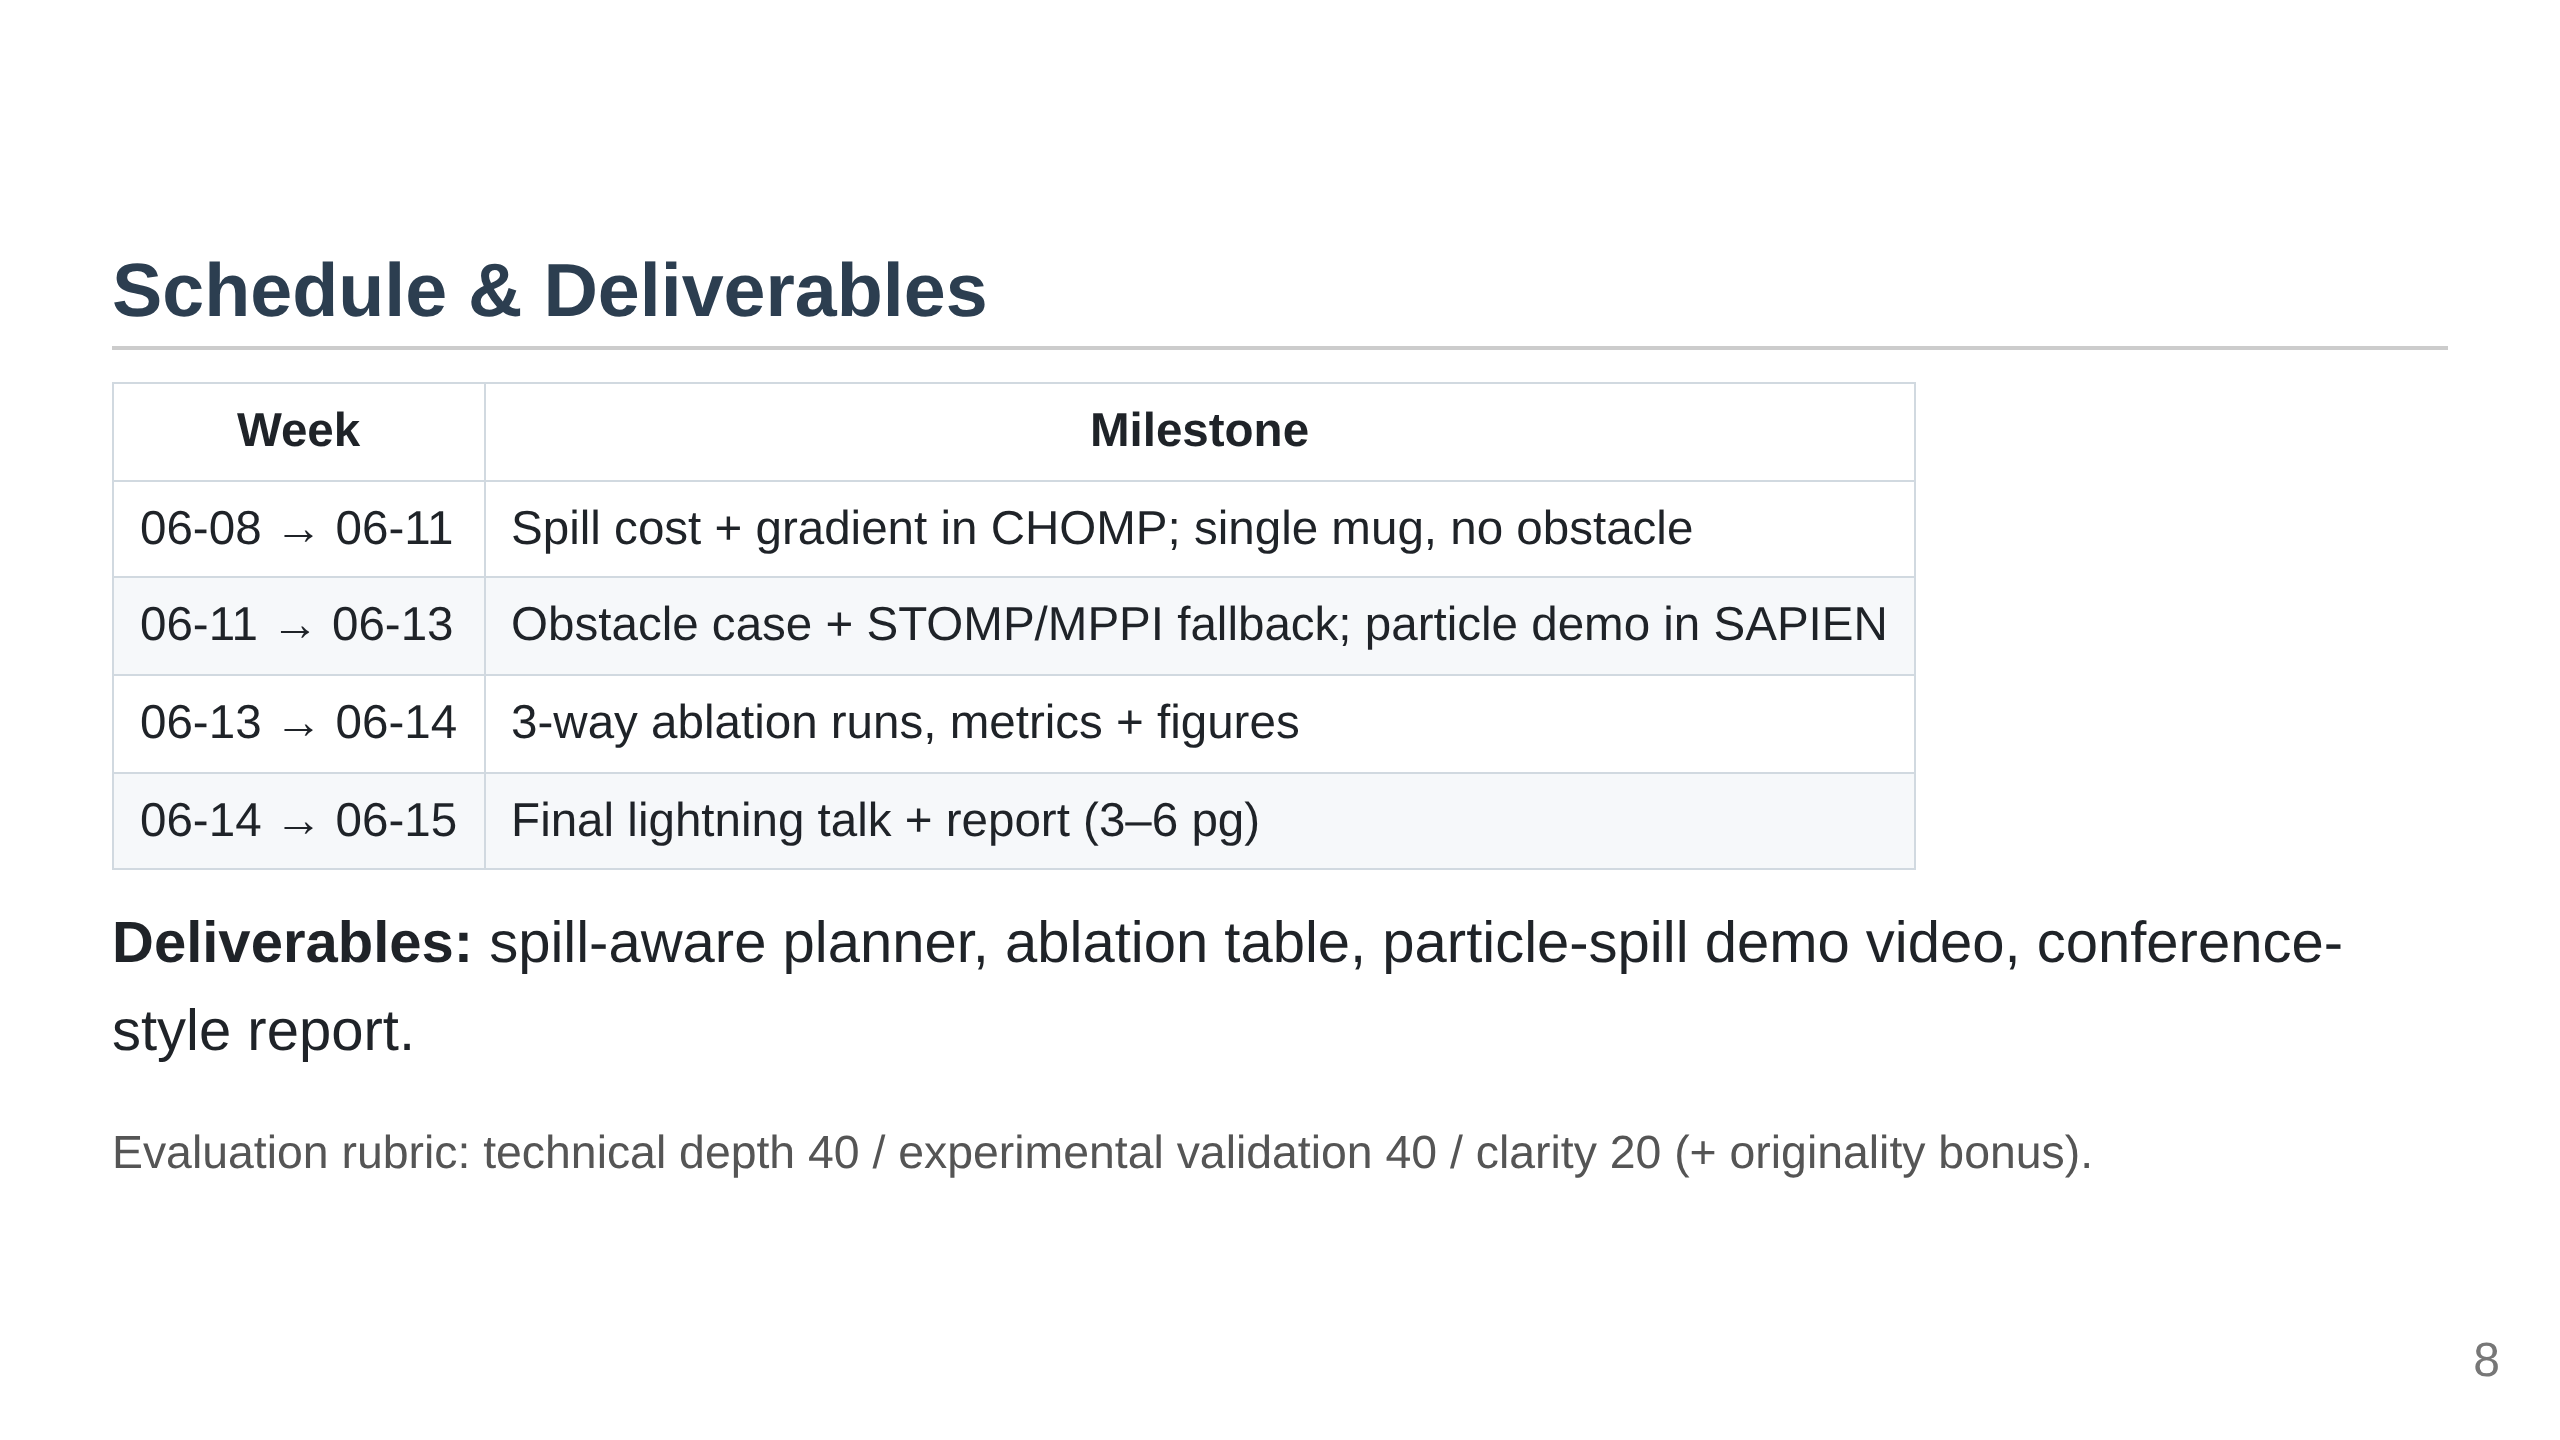 Schedule & Deliverables
Week Milestone
06-08 → 06-11 Spill cost + gradient in CHOMP; single mug, no obstacle
06-11 → 06-13 Obstacle case + STOMP/MPPI fallback; particle demo in SAPIEN
06-13 → 06-14 3-way ablation runs, metrics + figures
06-14 → 06-15 Final lightning talk + report (3–6 pg)
Deliverables: spill-aware planner, ablation table, particle-spill demo video, conference-
style report.
Evaluation rubric: technical depth 40 / experimental validation 40 / clarity 20 (+ originality bonus).
8